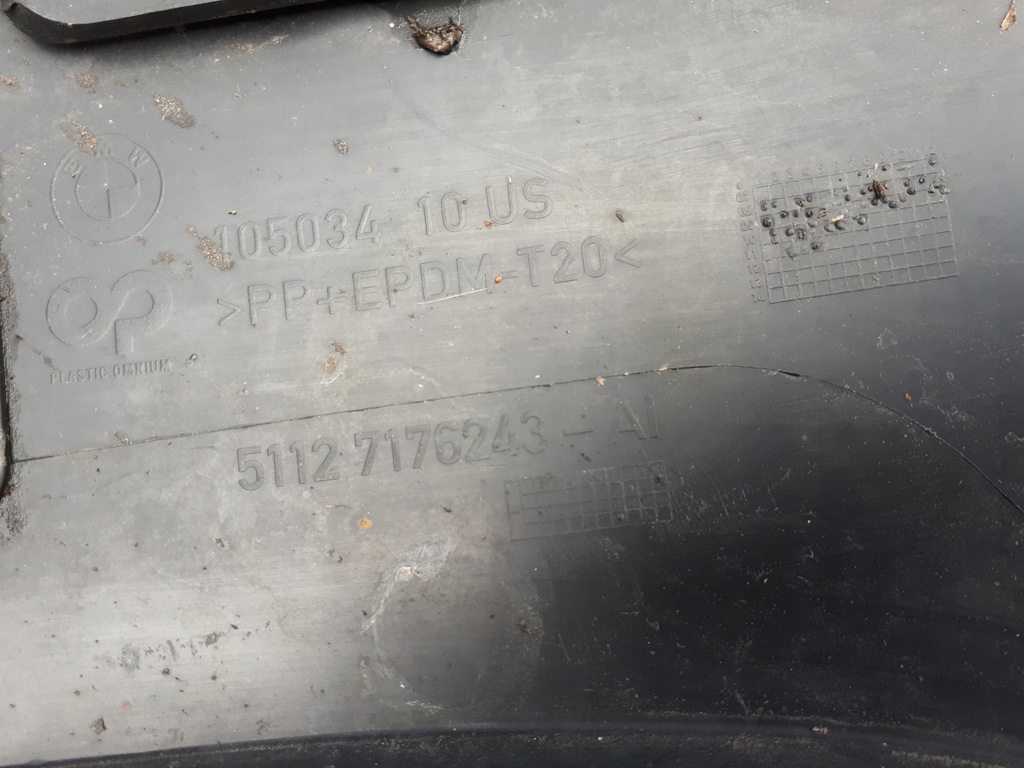 BMW
105034 10 US
>PP+EPDM-T20<
PLASTIC OMNIUM
5112 7176243 - AI